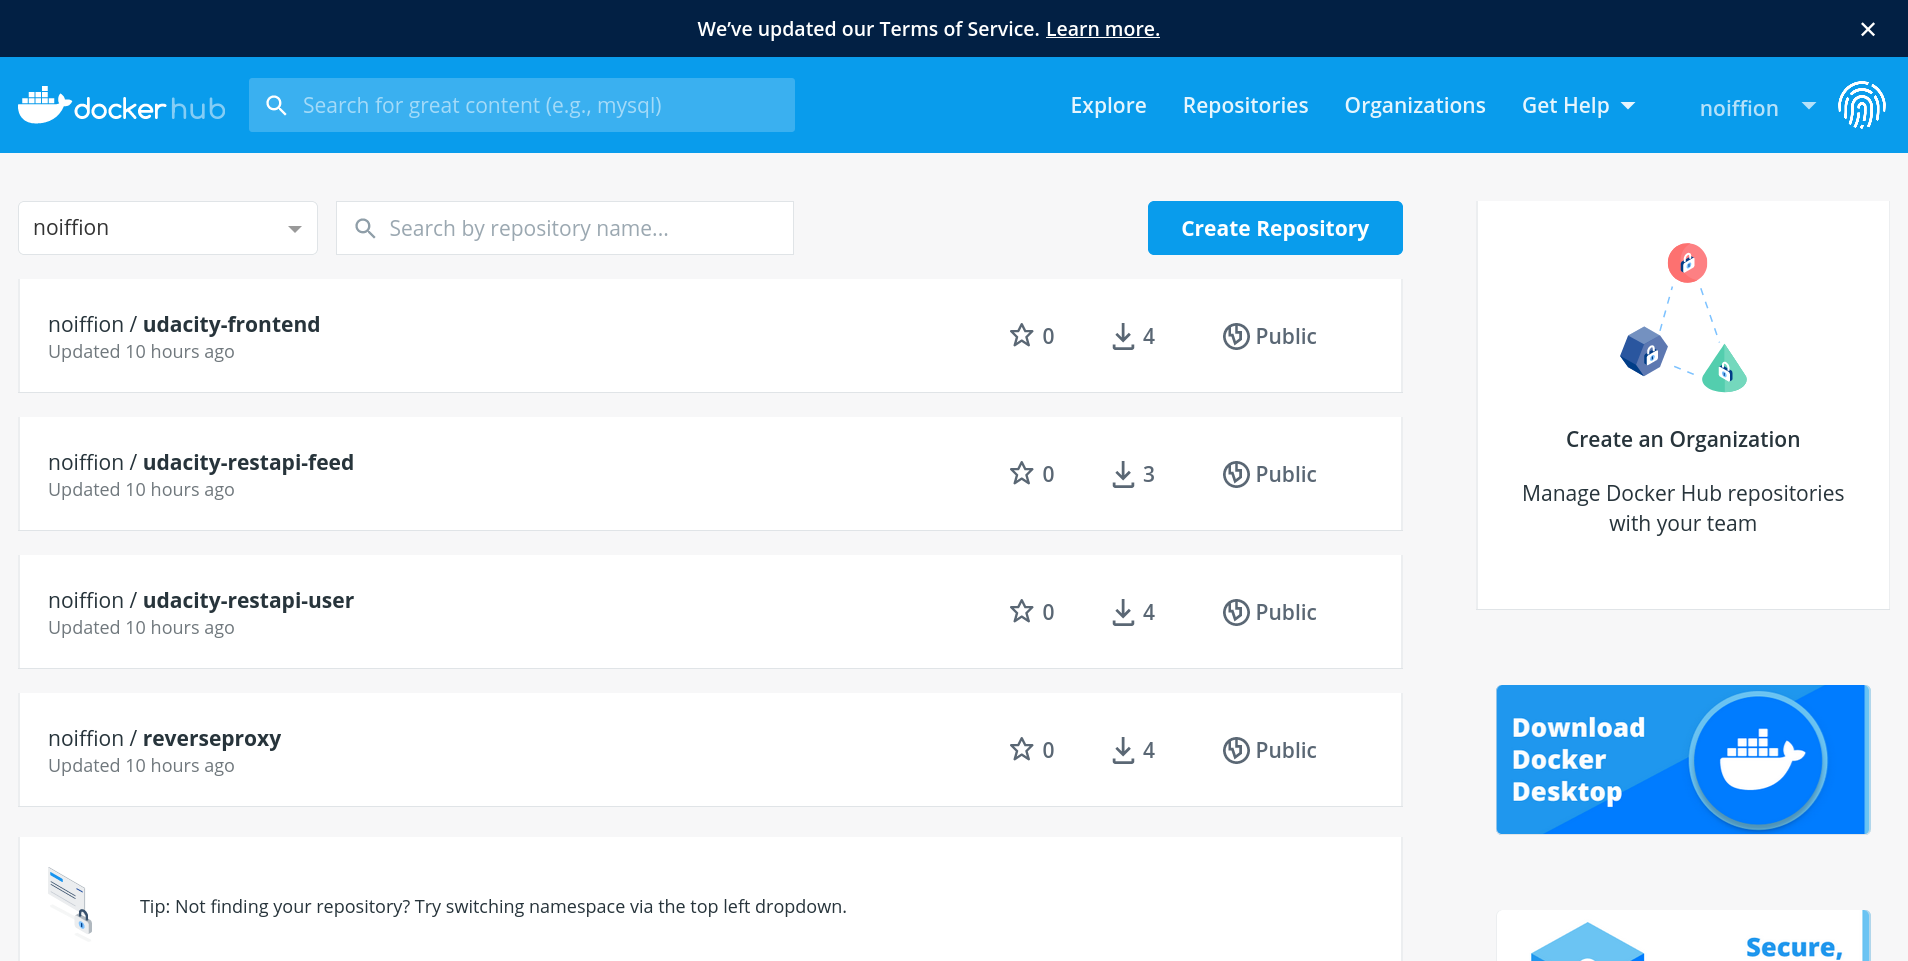 We’ve updated our Terms of Service. Learn more.
docker hub
Search for great content (e.g., mysql)
Explore
Repositories
Organizations
Get Help
noiffion
noiffion
Search by repository name...
Create Repository
noiffion / udacity-frontend
Updated 10 hours ago
0
4
Public
noiffion / udacity-restapi-feed
Updated 10 hours ago
0
3
Public
noiffion / udacity-restapi-user
Updated 10 hours ago
0
4
Public
noiffion / reverseproxy
Updated 10 hours ago
0
4
Public
Tip: Not finding your repository? Try switching namespace via the top left dropdown.
Create an Organization
Manage Docker Hub repositories
with your team
Download
Docker
Desktop
Secure,